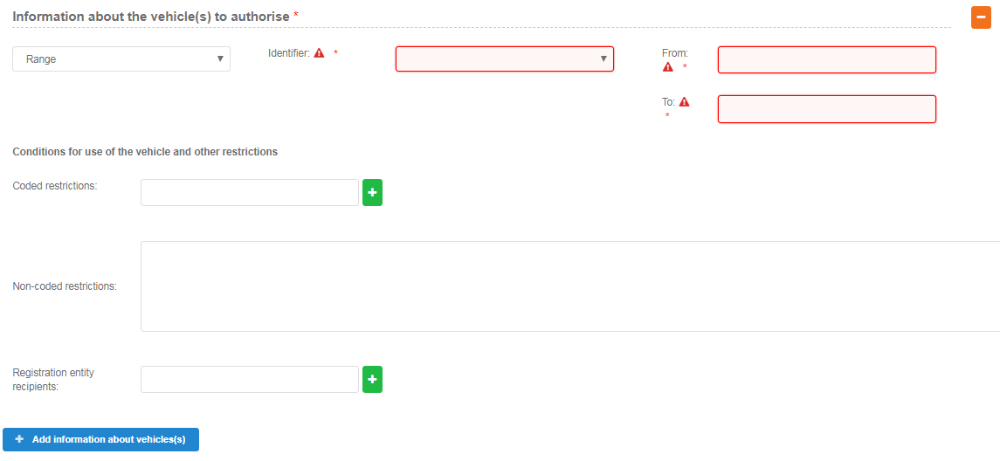 Information about the vehicle(s) to authorise *
Range
Identifier: *
From:
*
To:
*
Conditions for use of the vehicle and other restrictions
Coded restrictions:
Non-coded restrictions:
Registration entity
recipients:
Add information about vehicles(s)